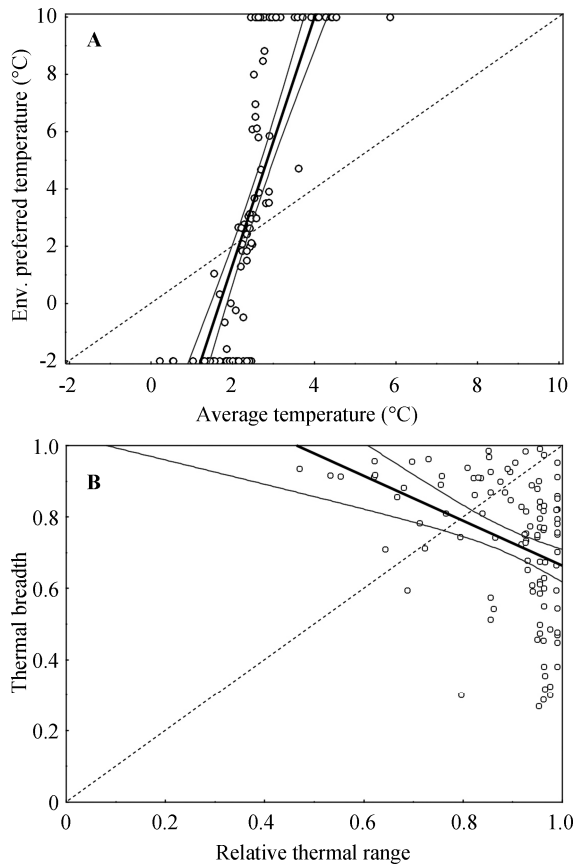 A
10
8
6
4
2
0
-2
Env. preferred temperature (°C)
-2 0 2 4 6 8 10
Average temperature (°C)
B
1.0
0.8
0.6
0.4
0.2
0
Thermal breadth
0 0.2 0.4 0.6 0.8 1.0
Relative thermal range